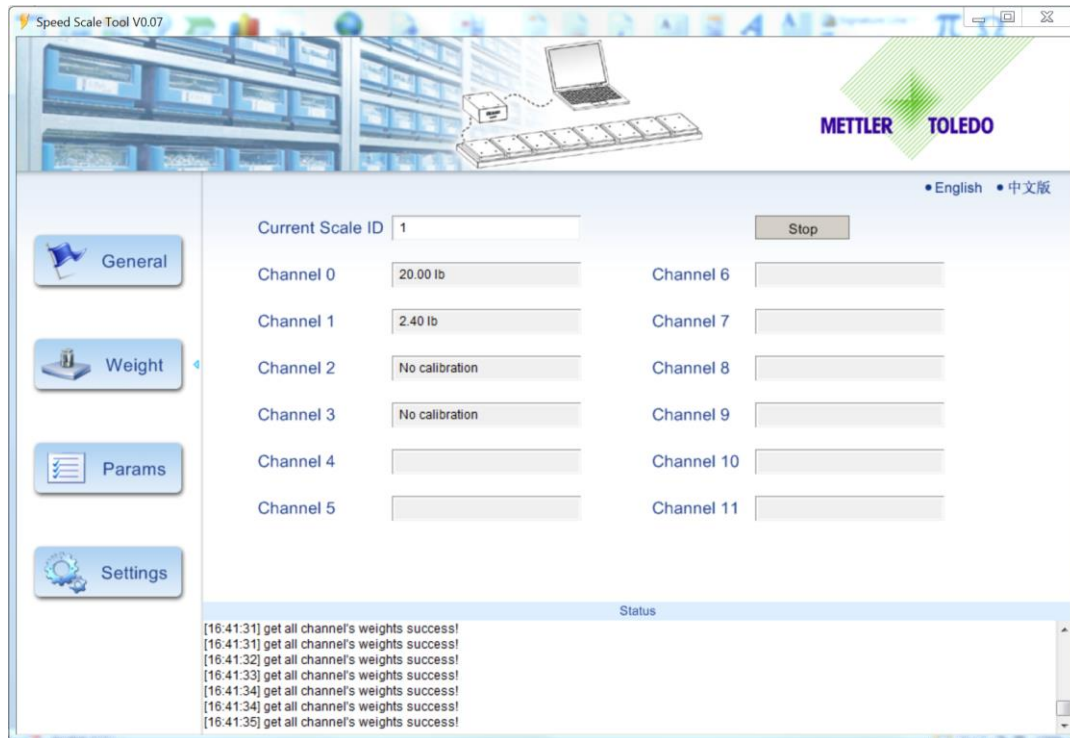 Speed Scale Tool V0.07
METTLER TOLEDO
• English • 中文版
Current Scale ID 1 Stop
General
Channel 0 20.00 lb Channel 6
Channel 1 2.40 lb Channel 7
Weight
Channel 2 No calibration Channel 8
Channel 3 No calibration Channel 9
Params
Channel 4 Channel 10
Channel 5 Channel 11
Settings
Status
[16:41:31] get all channel's weights success!
[16:41:31] get all channel's weights success!
[16:41:32] get all channel's weights success!
[16:41:33] get all channel's weights success!
[16:41:34] get all channel's weights success!
[16:41:34] get all channel's weights success!
[16:41:35] get all channel's weights success!